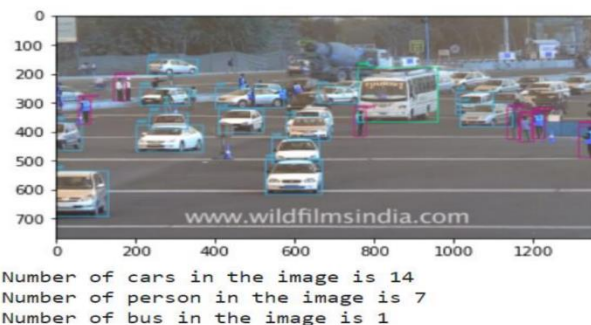 0
100
200
300
400
500
600
700
www.wildfilmsindia.com
0 200 400 600 800 1000 1200
Number of cars in the image is 14
Number of person in the image is 7
Number of bus in the image is 1